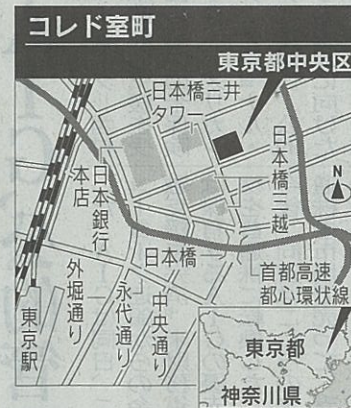 コレド室町
東京都中央区
日本橋三井
タワー
日本橋三越
N
日本銀行
本店
日本橋
首都高速
都心環状線
外堀通り
永代通り
中央通り
東京駅
東京都
神奈川県